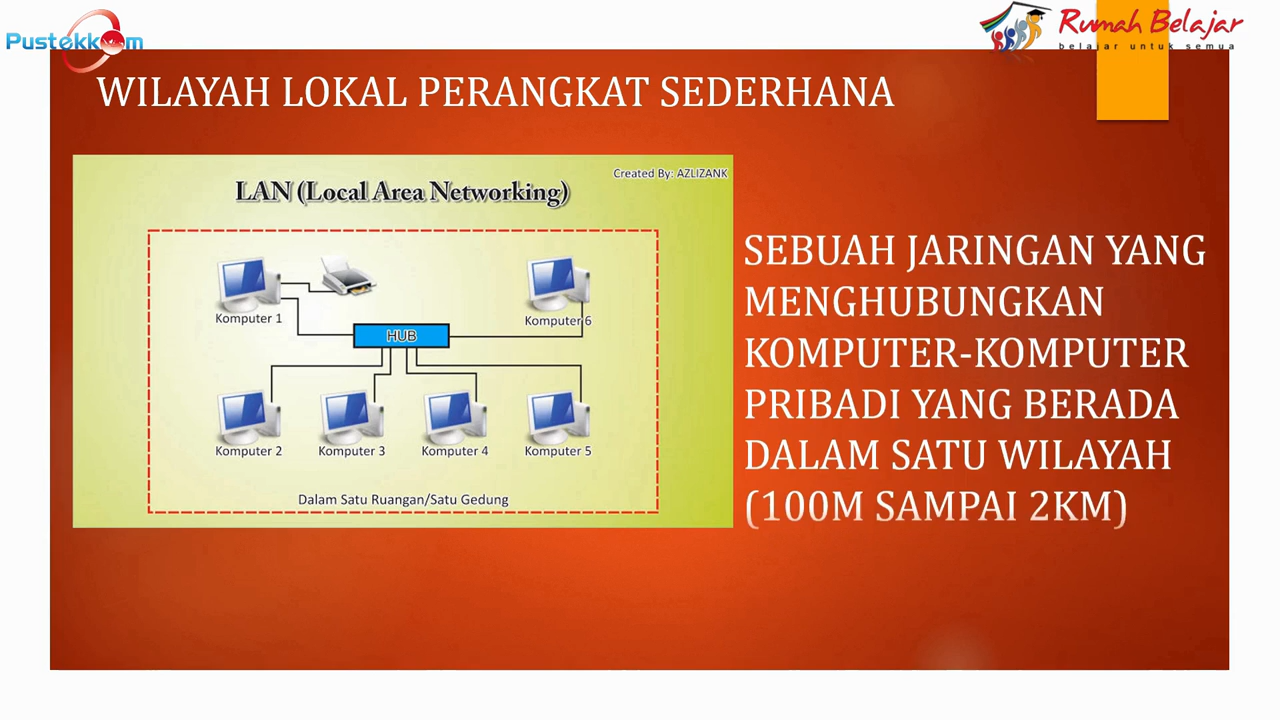 Pustekkom
Rumah Belajar
belajar untuk semua
WILAYAH LOKAL PERANGKAT SEDERHANA
Created By: AZLIZANK
LAN (Local Area Networking)
Komputer 1
Komputer 6
HUB
Komputer 2
Komputer 3
Komputer 4
Komputer 5
Dalam Satu Ruangan/Satu Gedung
SEBUAH JARINGAN YANG
MENGHUBUNGKAN
KOMPUTER-KOMPUTER
PRIBADI YANG BERADA
DALAM SATU WILAYAH
(100M SAMPAI 2KM)